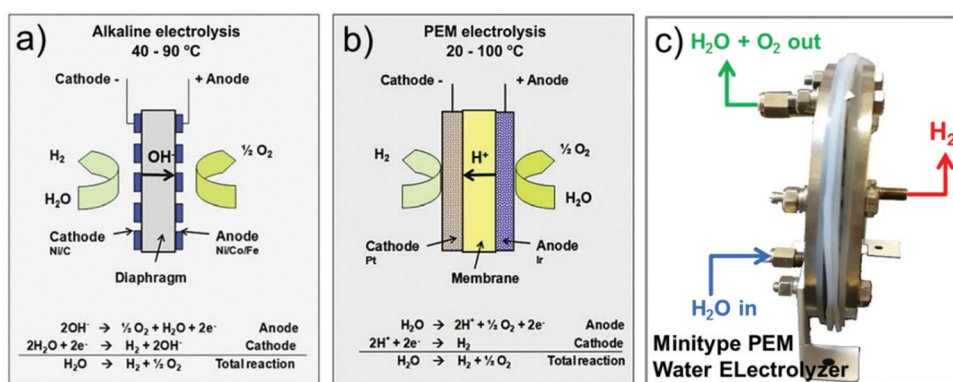 a)
Alkaline electrolysis
40 - 90 ºC
Cathode -
+ Anode
H₂
OH⁻
½ O₂
H₂O
Cathode
Ni/C
Anode
Ni/Co/Fe
Diaphragm
2OH⁻ → ½ O₂ + H₂O + 2e⁻ Anode
2H₂O + 2e⁻ → H₂ + 2OH⁻ Cathode
H₂O → H₂ + ½ O₂ Total reaction
b)
PEM electrolysis
20 - 100 ºC
Cathode -
+ Anode
H₂
H⁺
½ O₂
H₂O
Cathode
Pt
Anode
Ir
Membrane
H₂O → 2H⁺ + ½ O₂ + 2e⁻ Anode
2H⁺ + 2e⁻ → H₂ Cathode
H₂O → H₂ + ½ O₂ Total reaction
c)
H₂O + O₂ out
H₂
H₂O in
Minitype PEM
Water ELectrolyzer